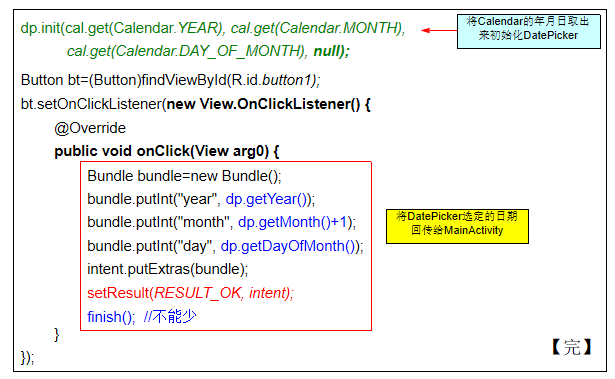 dp.init(cal.get(Calendar.YEAR), cal.get(Calendar.MONTH),
cal.get(Calendar.DAY_OF_MONTH), null);
将Calendar的年月日取出
来初始化DatePicker
Button bt=(Button)findViewById(R.id.button1);
bt.setOnClickListener(new View.OnClickListener() {
@Override
public void onClick(View arg0) {
Bundle bundle=new Bundle();
bundle.putInt("year", dp.getYear());
bundle.putInt("month", dp.getMonth()+1);
bundle.putInt("day", dp.getDayOfMonth());
intent.putExtras(bundle);
setResult(RESULT_OK, intent);
finish();  //不能少
将DatePicker选定的日期
回传给MainActivity
}
});
【完】